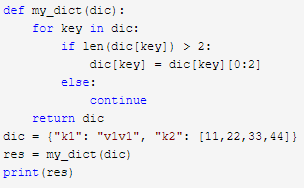 def my_dict(dic):
    for key in dic:
        if len(dic[key]) > 2:
            dic[key] = dic[key][0:2]
        else:
            continue
    return dic
dic = {"k1": "v1v1", "k2": [11,22,33,44]}
res = my_dict(dic)
print(res)